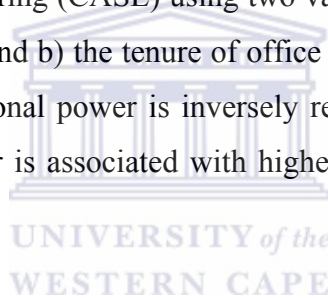 ring (CASE) using two va
nd b) the tenure of office
onal power is inversely re
r is associated with highe
UNIVERSITY of the
WESTERN CAPE